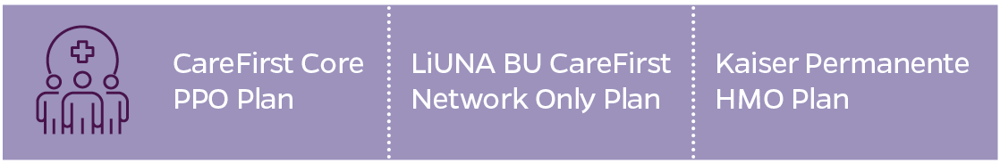 CareFirst Core
PPO Plan
LiUNA BU CareFirst
Network Only Plan
Kaiser Permanente
HMO Plan